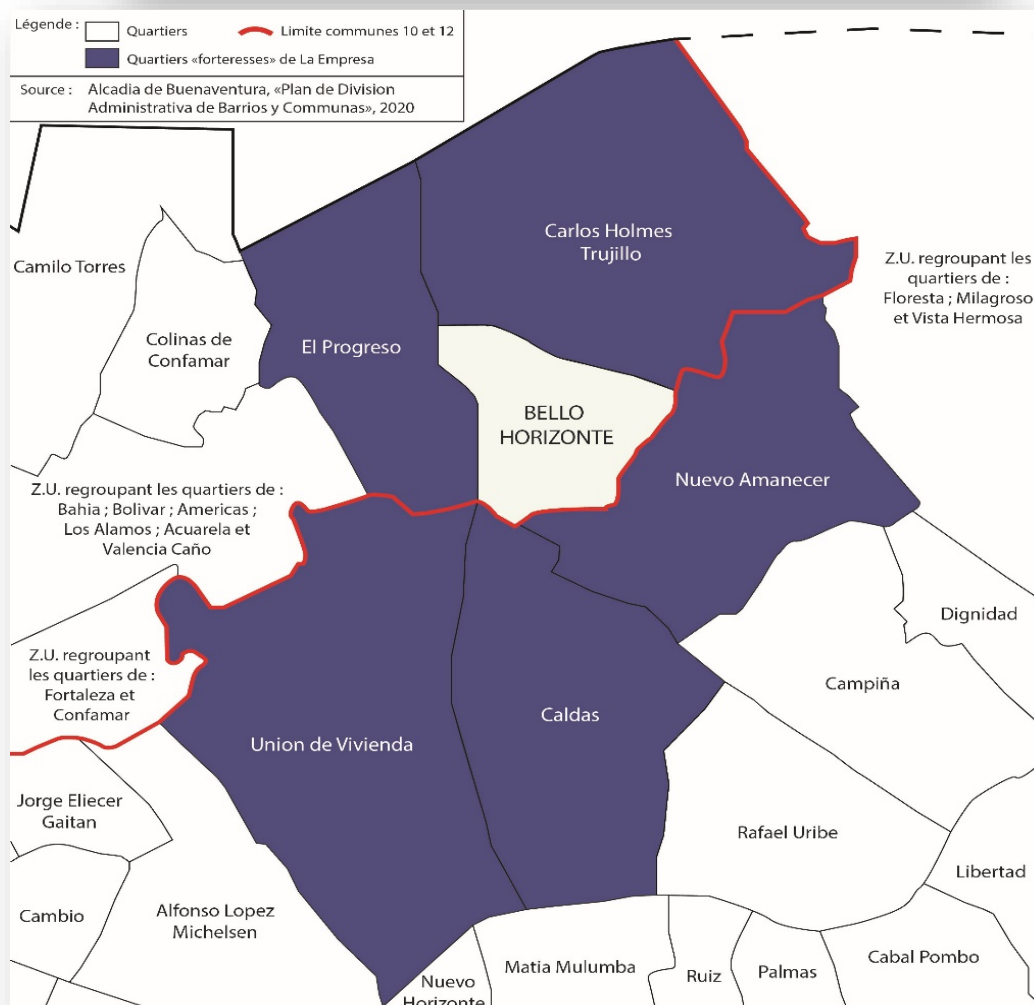 Légende :
Quartiers
Limite communes 10 et 12
Quartiers «forteresses» de La Empresa
Source : Alcadia de Buenaventura, «Plan de Division
Administrativa de Barrios y Communas», 2020
Carlos Holmes
Trujillo
Camilo Torres
Z.U. regroupant les
quartiers de :
Floresta ; Milagroso
et Vista Hermosa
Colinas de
Confamar
El Progreso
BELLO
HORIZONTE
Nuevo Amanecer
Z.U. regroupant les quartiers de :
Bahia ; Bolivar ; Americas ;
Los Alamos ; Acuarela et
Valencia Caño
Dignidad
Z.U. regroupant
les quartiers de :
Fortaleza et
Confamar
Campiña
Union de Vivienda
Caldas
Jorge Eliecer
Gaitan
Rafael Uribe
Libertad
Cambio
Alfonso Lopez
Michelsen
Nuevo
Horizonte
Matia Mulumba
Ruiz
Palmas
Cabal Pombo